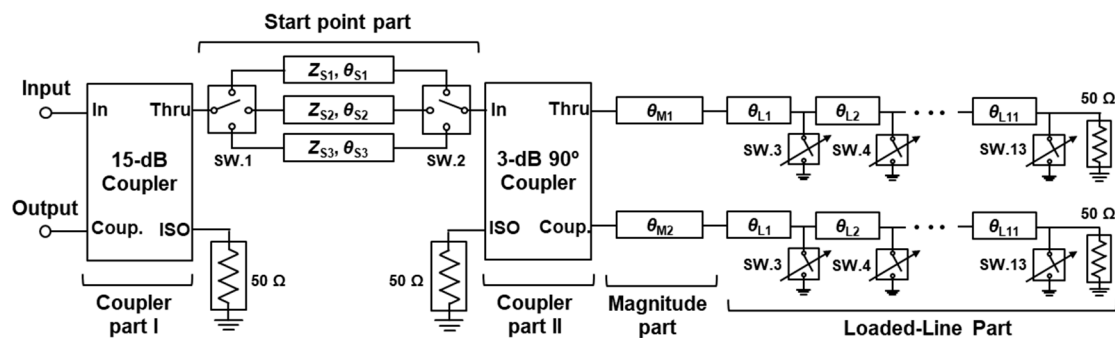 Start point part
Input
In
Thru
15-dB
Coupler
Output
Coup.
ISO
50 Ω
Coupler
part I
SW.1
Z_S1, θ_S1
Z_S2, θ_S2
Z_S3, θ_S3
SW.2
In
Thru
3-dB 90º
Coupler
ISO
Coup.
50 Ω
Coupler
part II
θ_M1
θ_M2
Magnitude
part
θ_L1
θ_L2
• • •
θ_L11
50 Ω
SW.3
SW.4
SW.13
θ_L1
θ_L2
• • •
θ_L11
50 Ω
SW.3
SW.4
SW.13
Loaded-Line Part